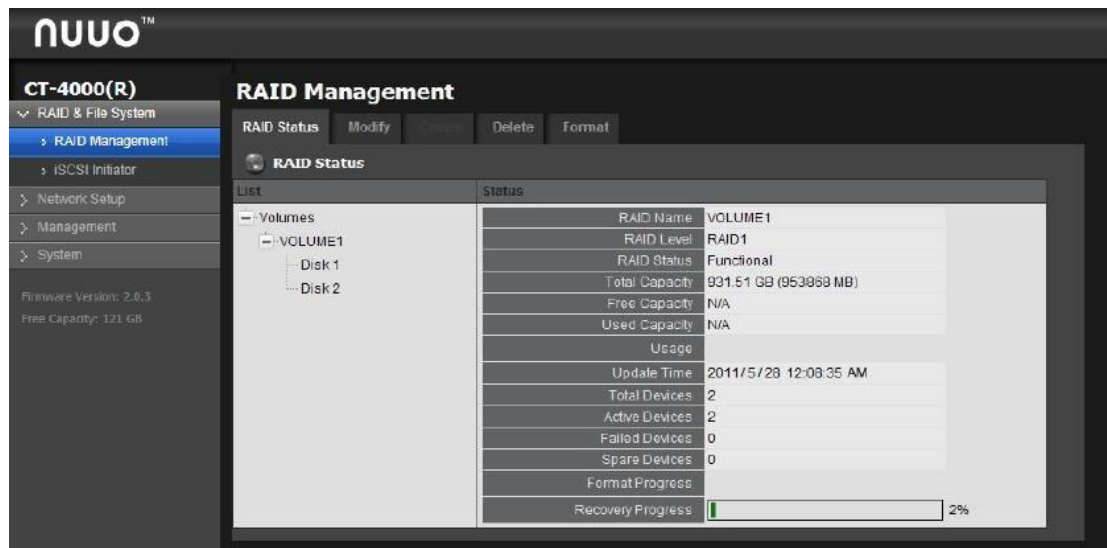 nuuo™
CT-4000(R)
RAID & File System
RAID Management
iSCSI Initiator
Network Setup
Management
System
Firmware Version: 2.0.3
Free Capacity: 121 GB
RAID Management
RAID Status Modify Create Delete Format
RAID Status
List Status
Volumes
VOLUME1
Disk 1
Disk 2
RAID Name VOLUME1
RAID Level RAID1
RAID Status Functional
Total Capacity 931.51 GB (953868 MB)
Free Capacity N/A
Used Capacity N/A
Usage
Update Time 2011/5/28 12:08:35 AM
Total Devices 2
Active Devices 2
Failed Devices 0
Spare Devices 0
Format Progress
Recovery Progress 2%